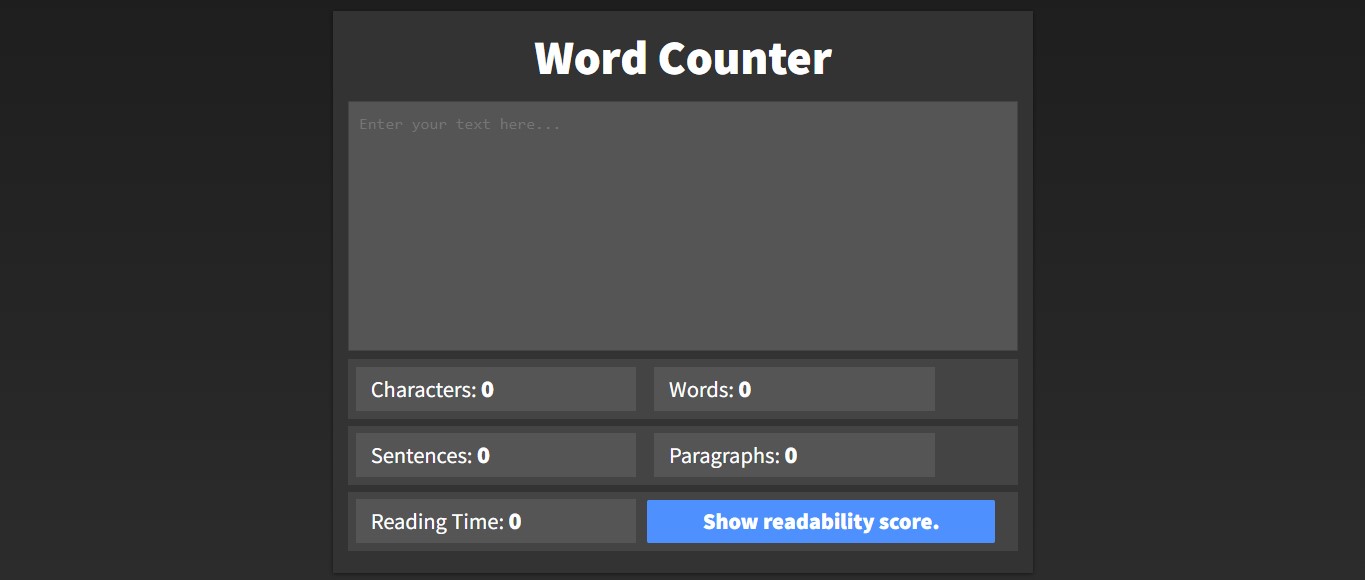 Word Counter
Enter your text here...
Characters: 0 Words: 0
Sentences: 0 Paragraphs: 0
Reading Time: 0 Show readability score.